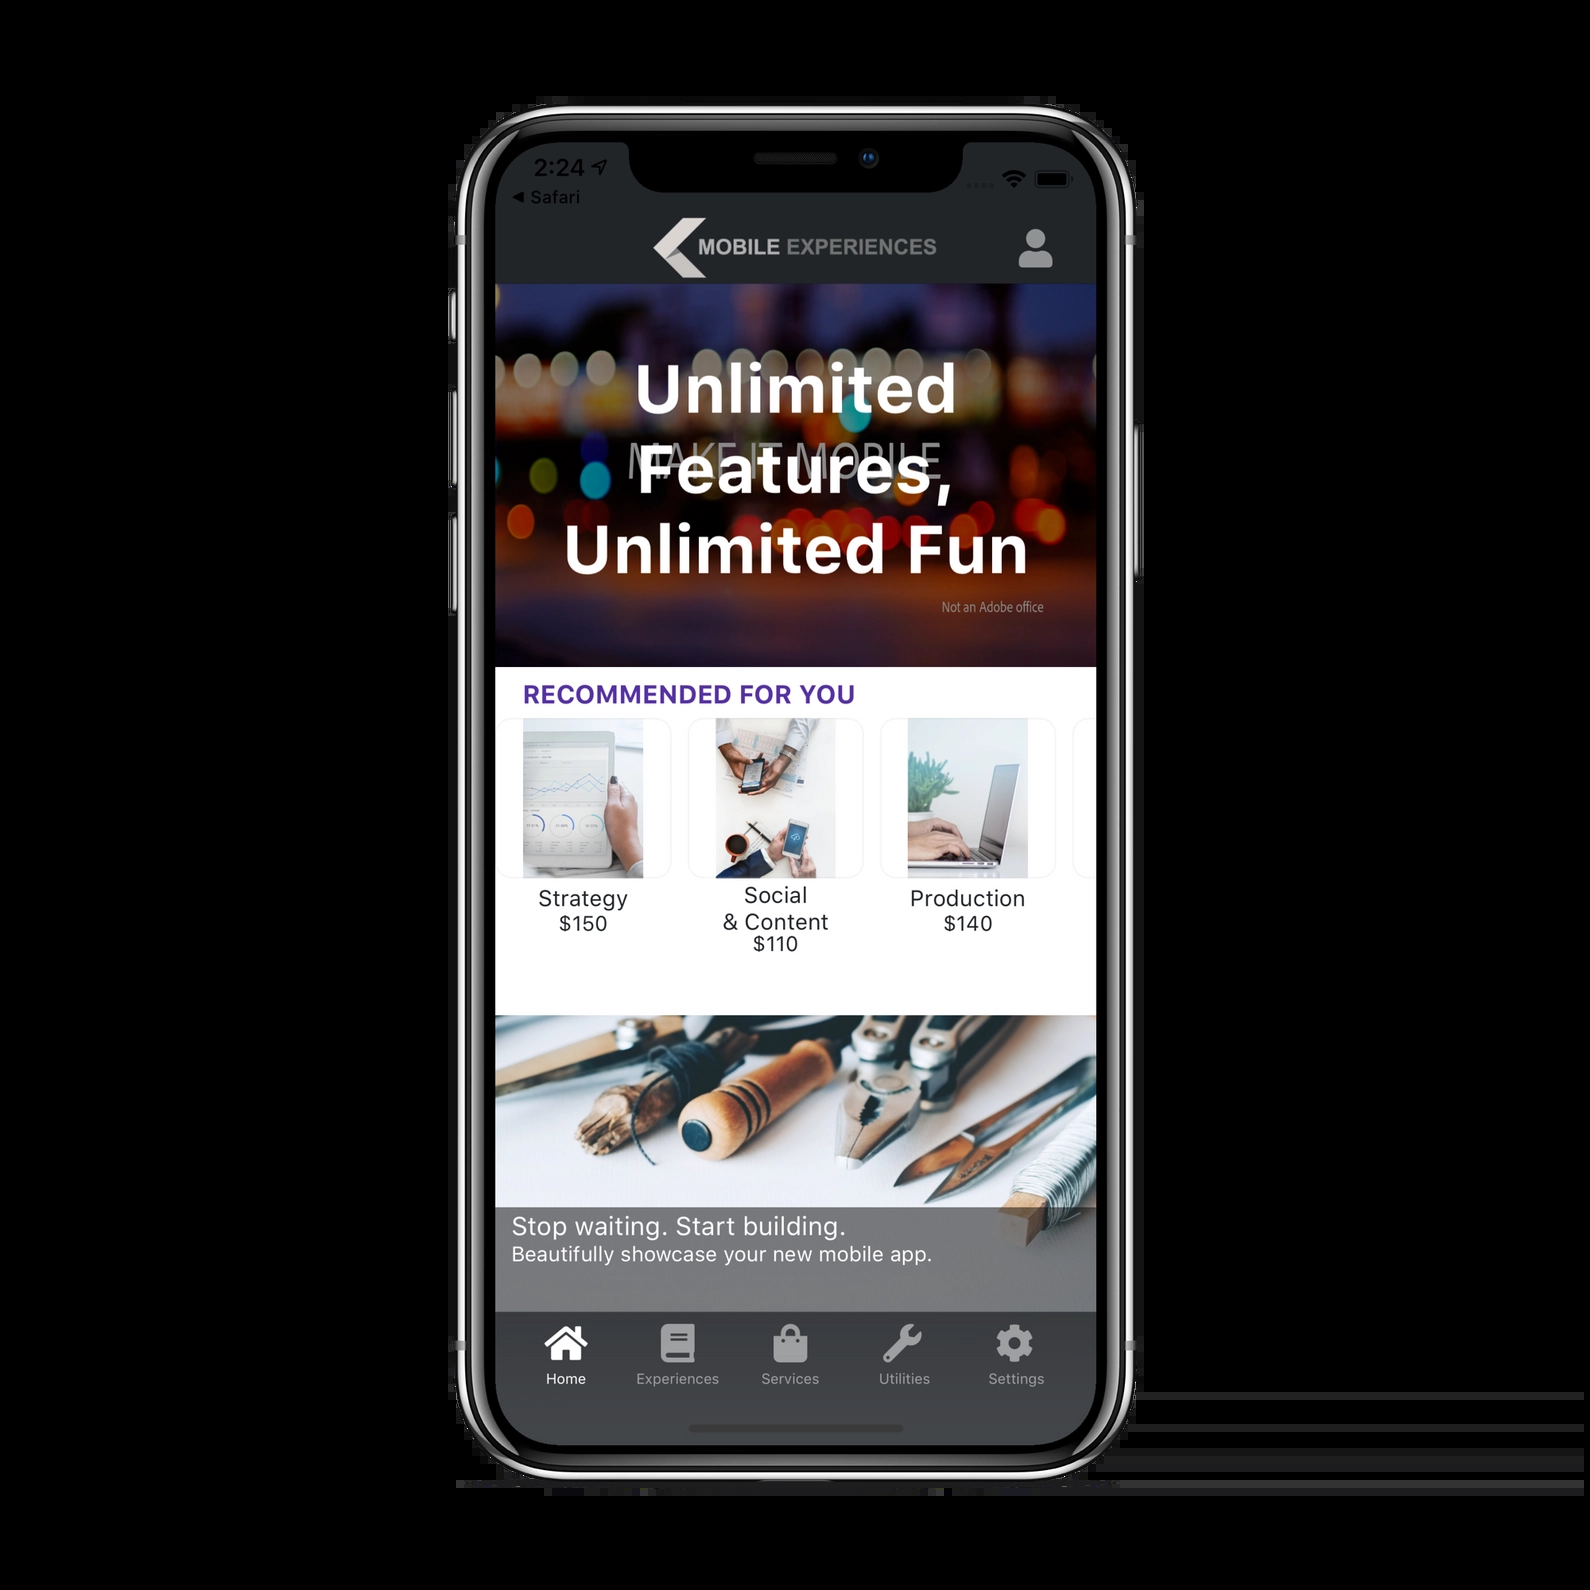 2:24
Safari
MOBILE EXPERIENCES
Unlimited
MAKE IT MOBILE
Features,
Unlimited Fun
Not an Adobe office
RECOMMENDED FOR YOU
Strategy
$150
Social
& Content
$110
Production
$140
Stop waiting. Start building.
Beautifully showcase your new mobile app.
Home Experiences Services Utilities Settings